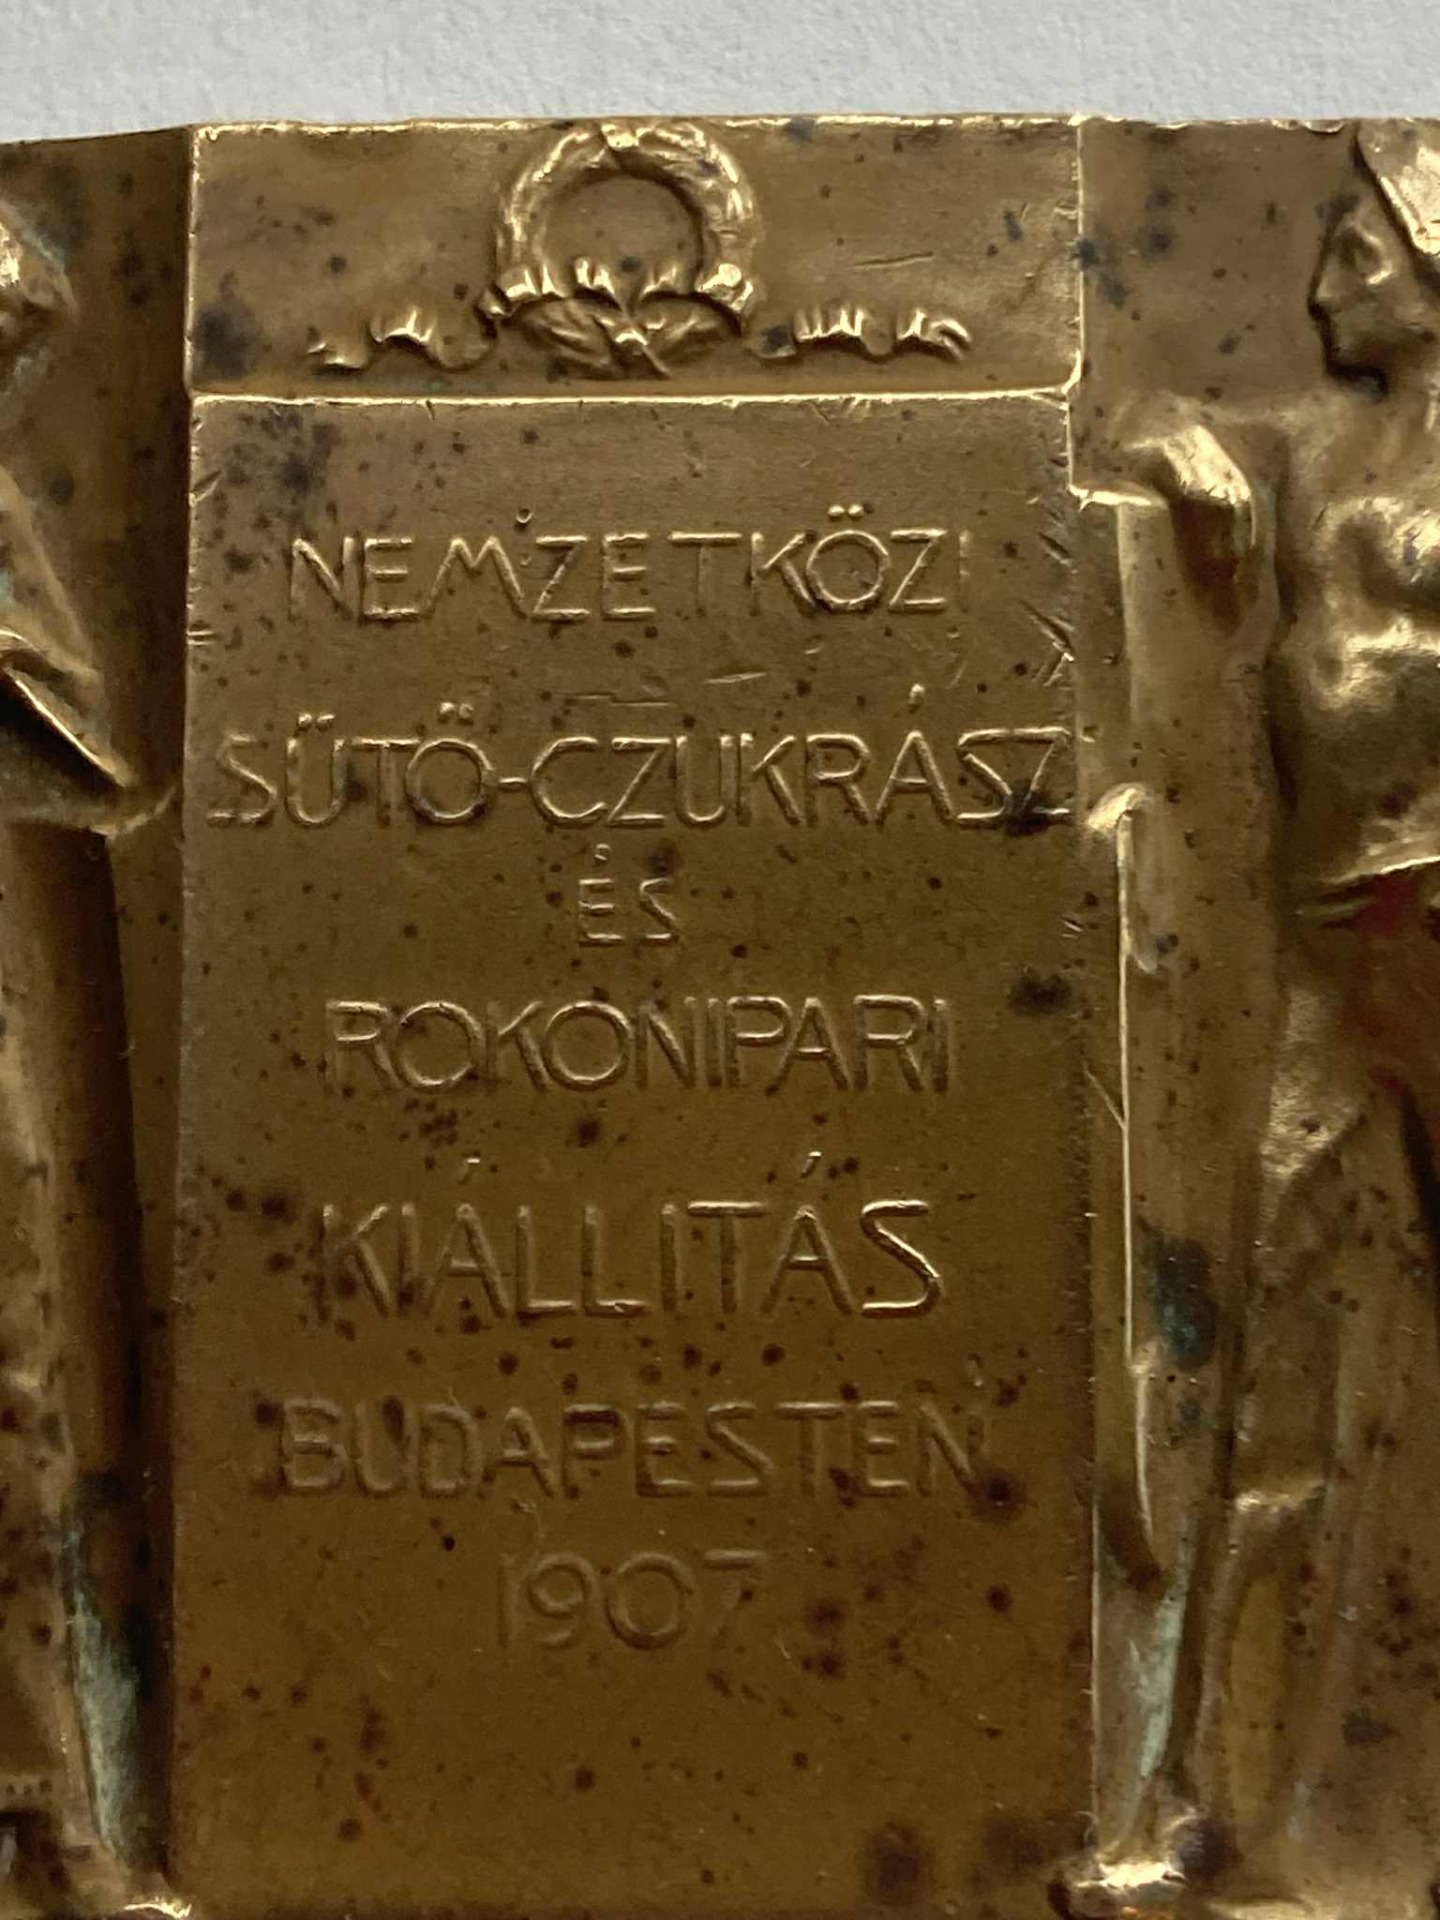 NEMZETKÖZI
SÜTŐ-CZUKRÁSZ
ÉS
ROKONIPARI
KIÁLLITÁS
BUDAPESTEN
1907